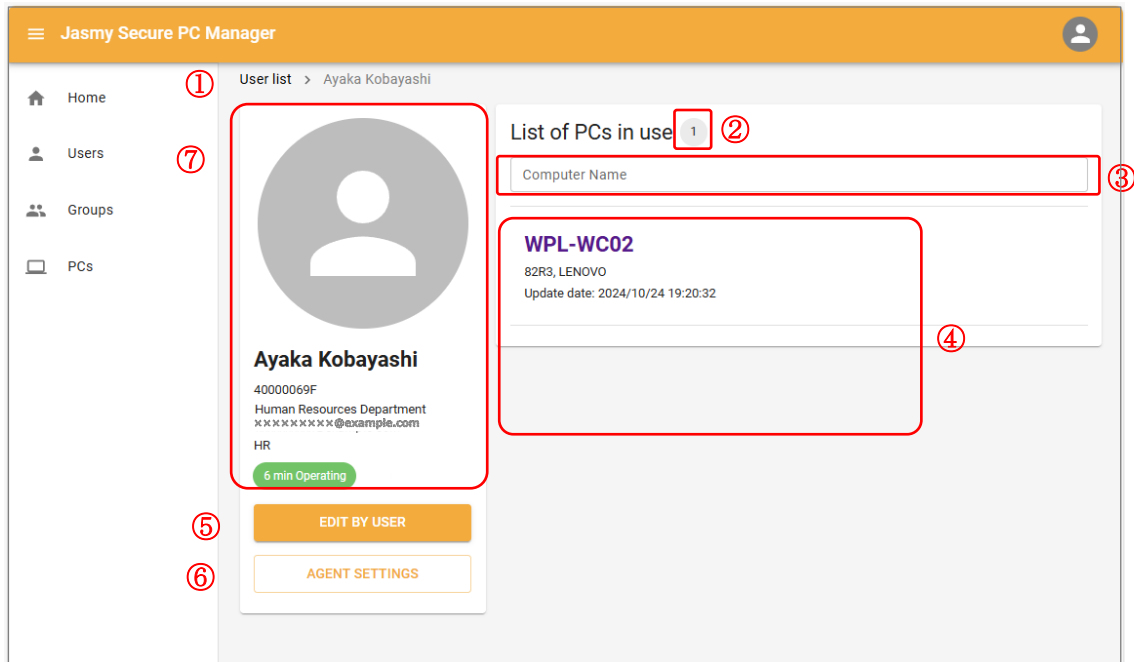 Jasmy Secure PC Manager
①
User list > Ayaka Kobayashi
Home
Users
⑦
Groups
PCs
Ayaka Kobayashi
40000069F
Human Resources Department
×××××××××@example.com
HR
6 min Operating
⑤
EDIT BY USER
⑥
AGENT SETTINGS
List of PCs in use 1
②
Computer Name
③
WPL-WC02
82R3, LENOVO
Update date: 2024/10/24 19:20:32
④